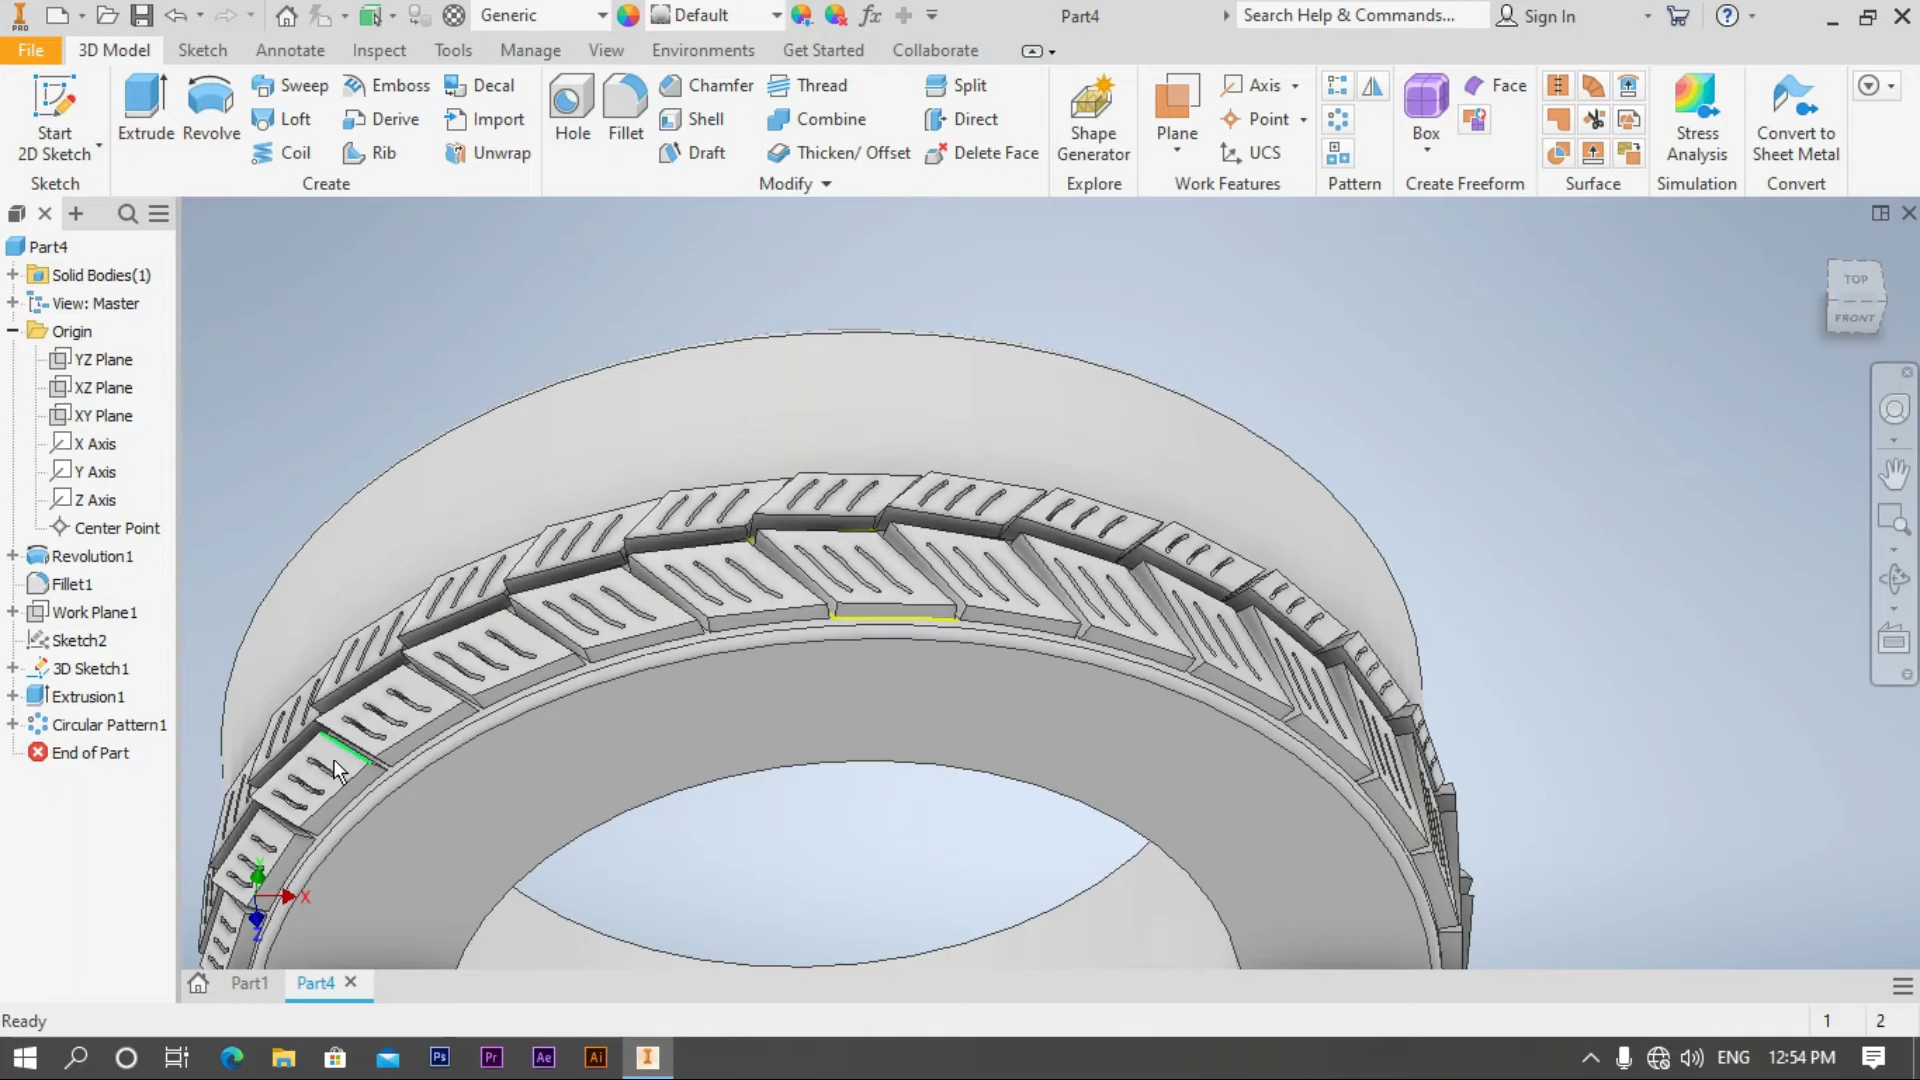 PRO
Generic
Default
fx
Part4
Search Help & Commands...
Sign In
File
3D Model
Sketch
Annotate
Inspect
Tools
Manage
View
Environments
Get Started
Collaborate
Start
2D Sketch
Sketch
Extrude
Revolve
Sweep
Emboss
Decal
Loft
Derive
Import
Coil
Rib
Unwrap
Create
Hole
Fillet
Chamfer
Thread
Split
Shell
Combine
Direct
Draft
Thicken/ Offset
Delete Face
Modify
Shape
Generator
Explore
Plane
Axis
Point
UCS
Work Features
Pattern
Box
Face
Create Freeform
Surface
Stress
Analysis
Simulation
Convert to
Sheet Metal
Convert
Part4
Solid Bodies(1)
View: Master
Origin
YZ Plane
XZ Plane
XY Plane
X Axis
Y Axis
Z Axis
Center Point
Revolution1
Fillet1
Work Plane1
Sketch2
3D Sketch1
Extrusion1
Circular Pattern1
End of Part
TOP
FRONT
Y
X
Z
Part1
Part4
Ready
1
2
Ps
Pr
Ae
Ai
ENG
12:54 PM